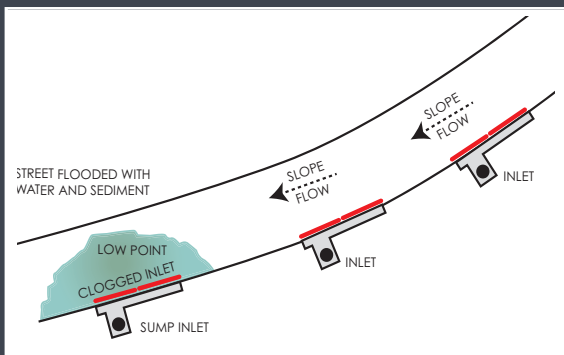 SLOPE
FLOW
INLET
SLOPE
FLOW
INLET
STREET FLOODED WITH
WATER AND SEDIMENT
LOW POINT
CLOGGED INLET
SUMP INLET